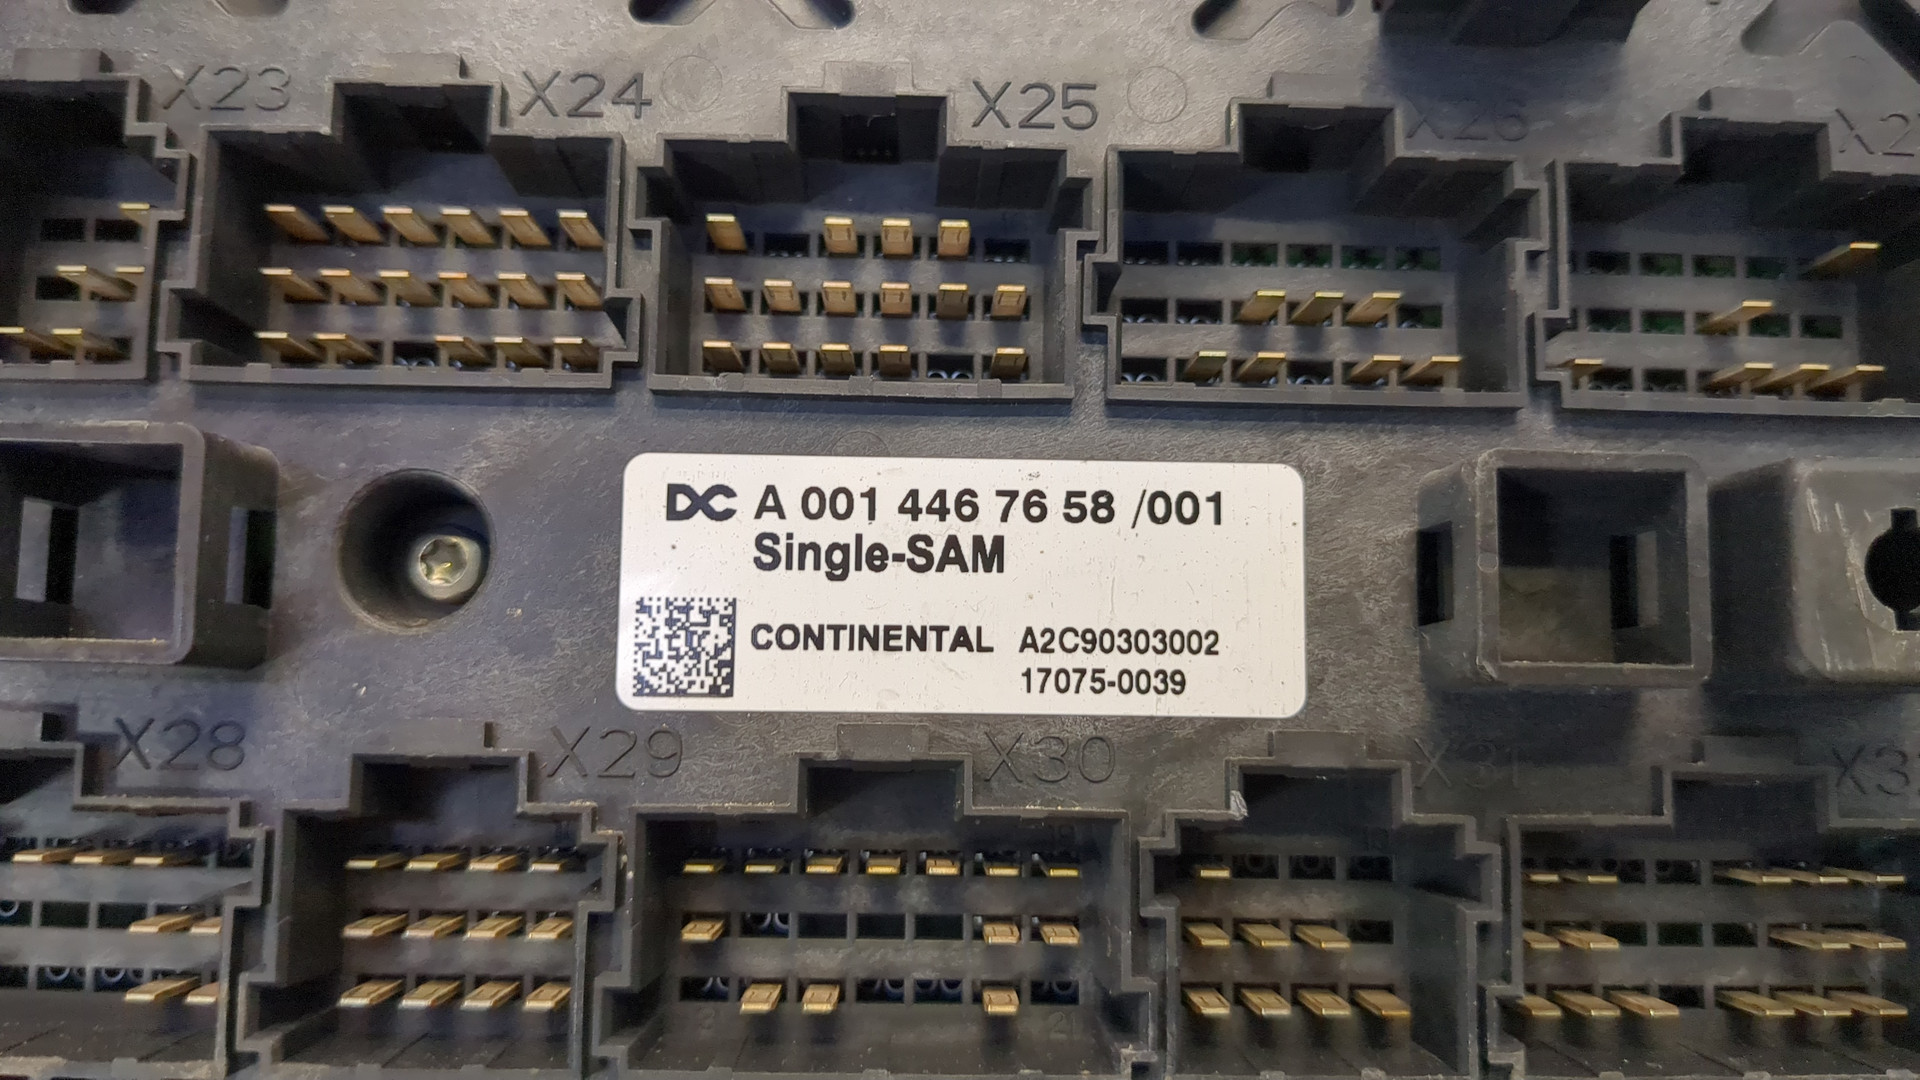 X23 X24 X25 X26
DC A 001 446 76 58 /001
Single-SAM
CONTINENTAL A2C90303002
17075-0039
X28 X29 X30 X31